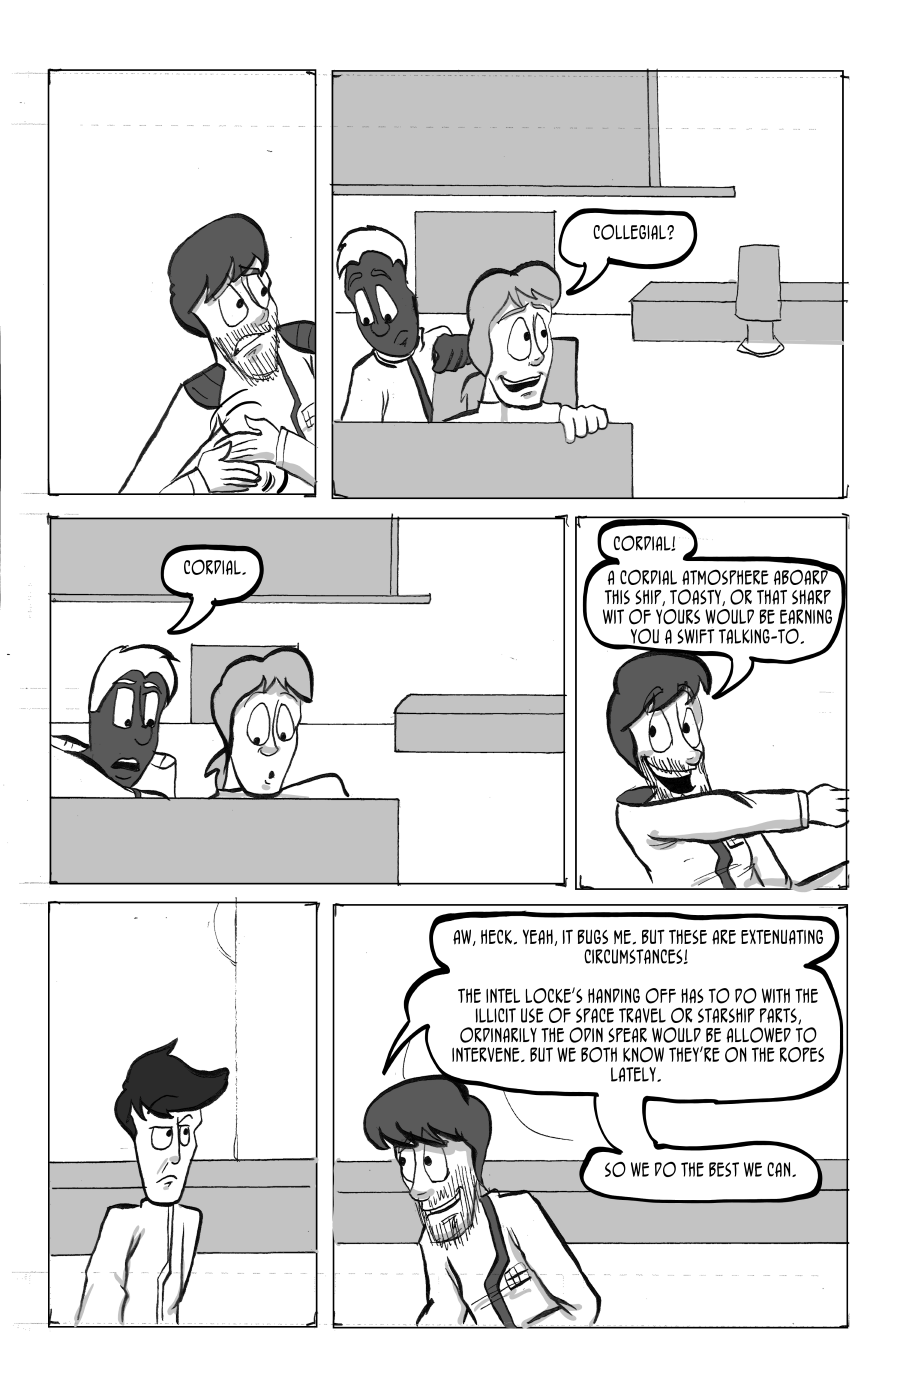 COLLEGIAL?
CORDIAL.
CORDIAL!
A CORDIAL ATMOSPHERE ABOARD
THIS SHIP, TOASTY, OR THAT SHARP
WIT OF YOURS WOULD BE EARNING
YOU A SWIFT TALKING-TO.
AW, HECK. YEAH, IT BUGS ME. BUT THESE ARE EXTENUATING
CIRCUMSTANCES!
THE INTEL LOCKE'S HANDING OFF HAS TO DO WITH THE
ILLICIT USE OF SPACE TRAVEL OR STARSHIP PARTS,
ORDINARILY THE ODIN SPEAR WOULD BE ALLOWED TO
INTERVENE. BUT WE BOTH KNOW THEY'RE ON THE ROPES
LATELY.
SO WE DO THE BEST WE CAN.